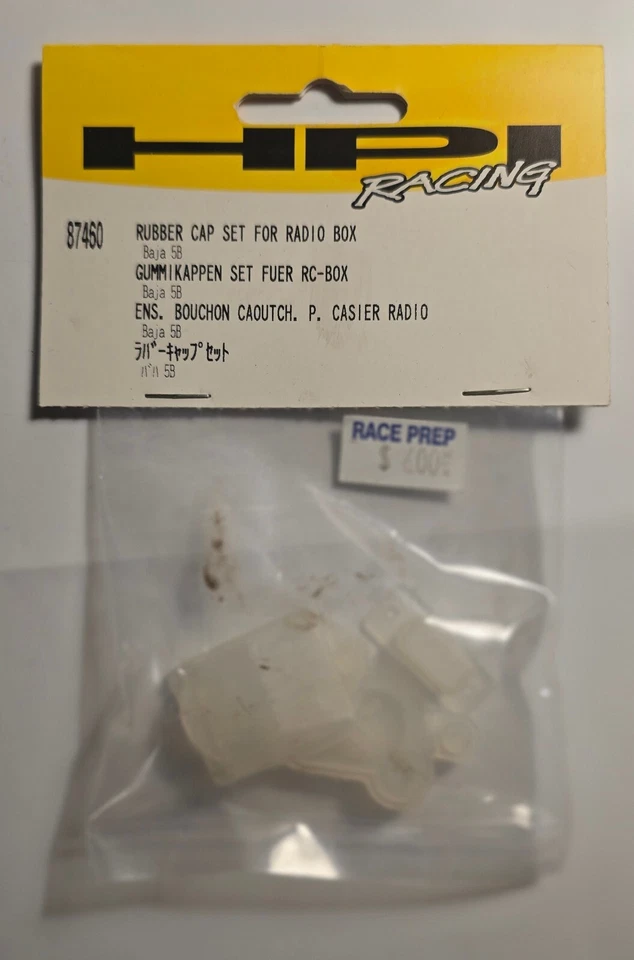 HPI
RACING
87460
RUBBER CAP SET FOR RADIO BOX
Baja 5B
GUMMIKAPPEN SET FUER RC-BOX
Baja 5B
ENS. BOUCHON CAOUTCH. P. CASIER RADIO
Baja 5B
ﾗﾊﾞｰｷｬｯﾌﾟｾｯﾄ
ﾊﾞﾊ 5B
RACE PREP
$